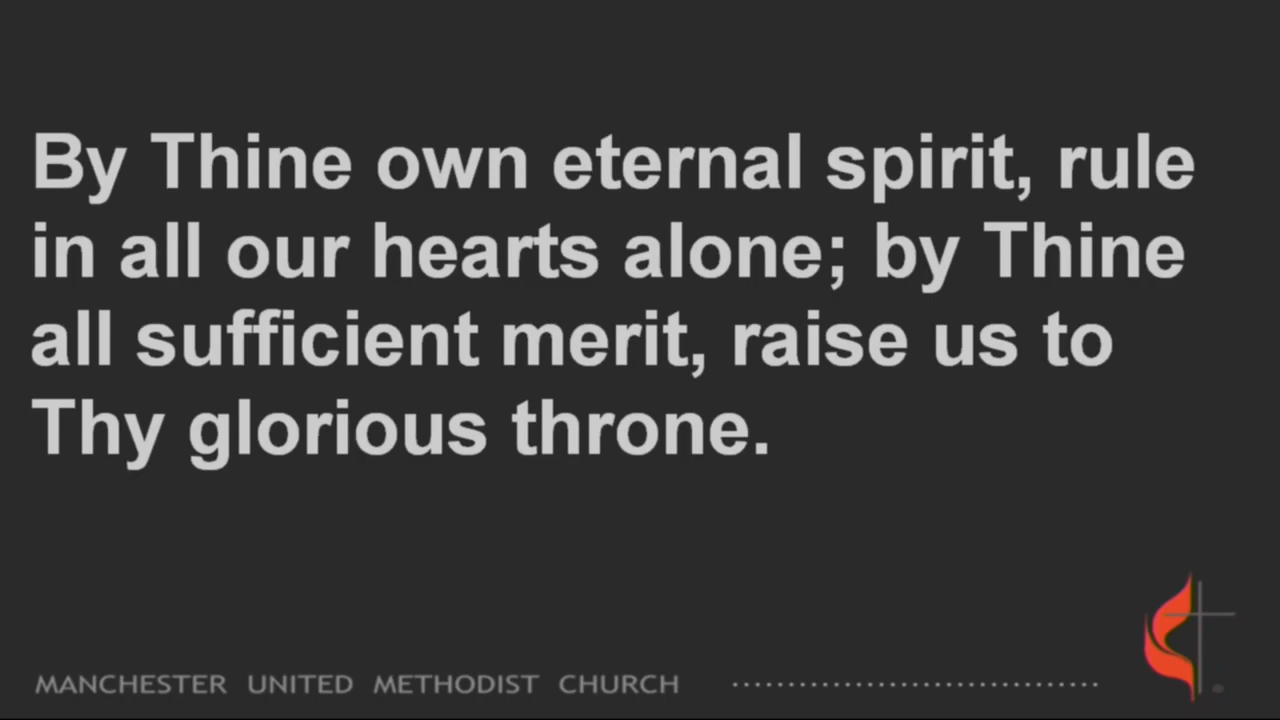 By Thine own eternal spirit, rule
in all our hearts alone; by Thine
all sufficient merit, raise us to
Thy glorious throne.
MANCHESTER UNITED METHODIST CHURCH